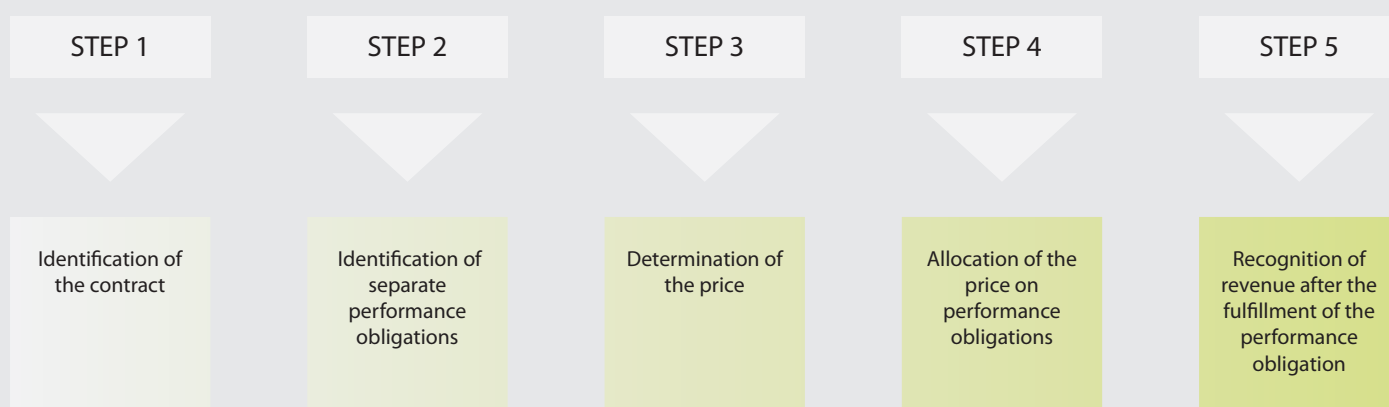 STEP 1
STEP 2
STEP 3
STEP 4
STEP 5
Identification of
the contract
Identification of
separate
performance
obligations
Determination of
the price
Allocation of the
price on
performance
obligations
Recognition of
revenue after the
fulfillment of the
performance
obligation